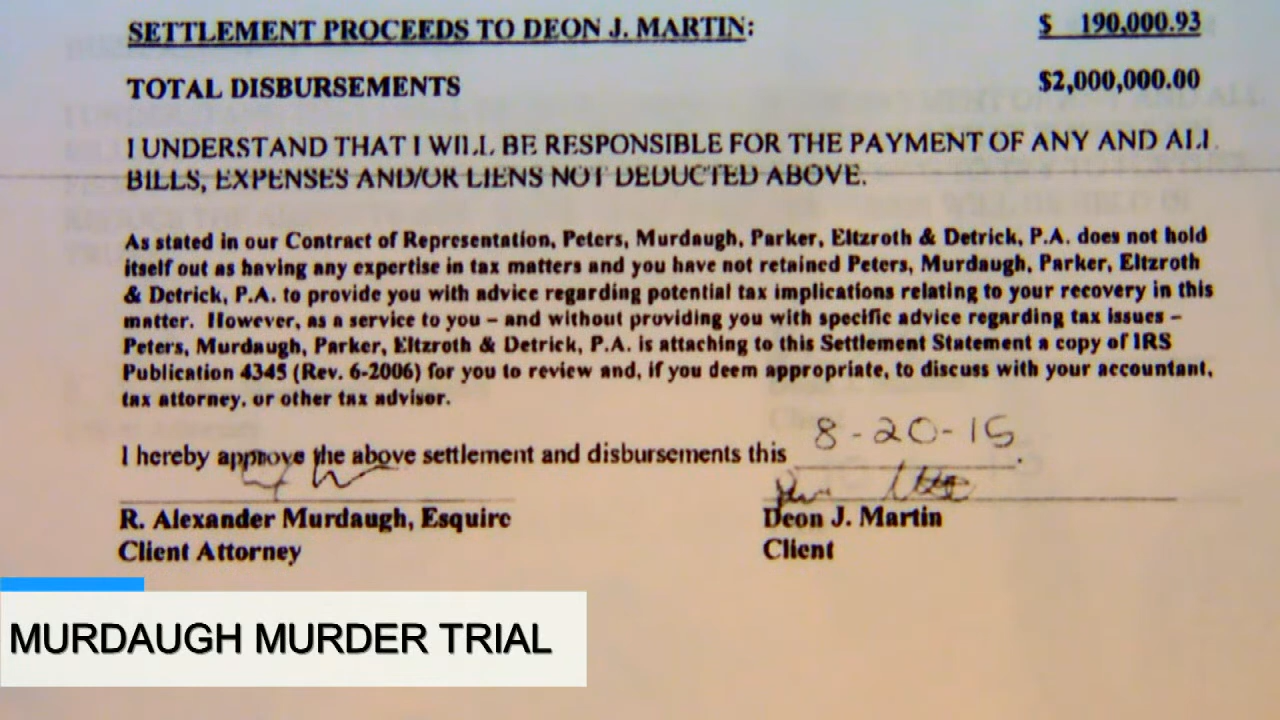 SETTLEMENT PROCEEDS TO DEON J. MARTIN: $ 190,000.93
TOTAL DISBURSEMENTS $2,000,000.00
I UNDERSTAND THAT I WILL BE RESPONSIBLE FOR THE PAYMENT OF ANY AND ALL
BILLS, EXPENSES AND/OR LIENS NOT DEDUCTED ABOVE.
As stated in our Contract of Representation, Peters, Murdaugh, Parker, Eltzroth & Detrick, P.A. does not hold
itself out as having any expertise in tax matters and you have not retained Peters, Murdaugh, Parker, Eltzroth
& Detrick, P.A. to provide you with advice regarding potential tax implications relating to your recovery in this
matter. However, as a service to you – and without providing you with specific advice regarding tax issues –
Peters, Murdaugh, Parker, Eltzroth & Detrick, P.A. is attaching to this Settlement Statement a copy of IRS
Publication 4345 (Rev. 6-2006) for you to review and, if you deem appropriate, to discuss with your accountant,
tax attorney, or other tax advisor.
I hereby approve the above settlement and disbursements this 8-20-15.
R. Alexander Murdaugh, Esquire Deon J. Martin
Client Attorney Client
MURDAUGH MURDER TRIAL